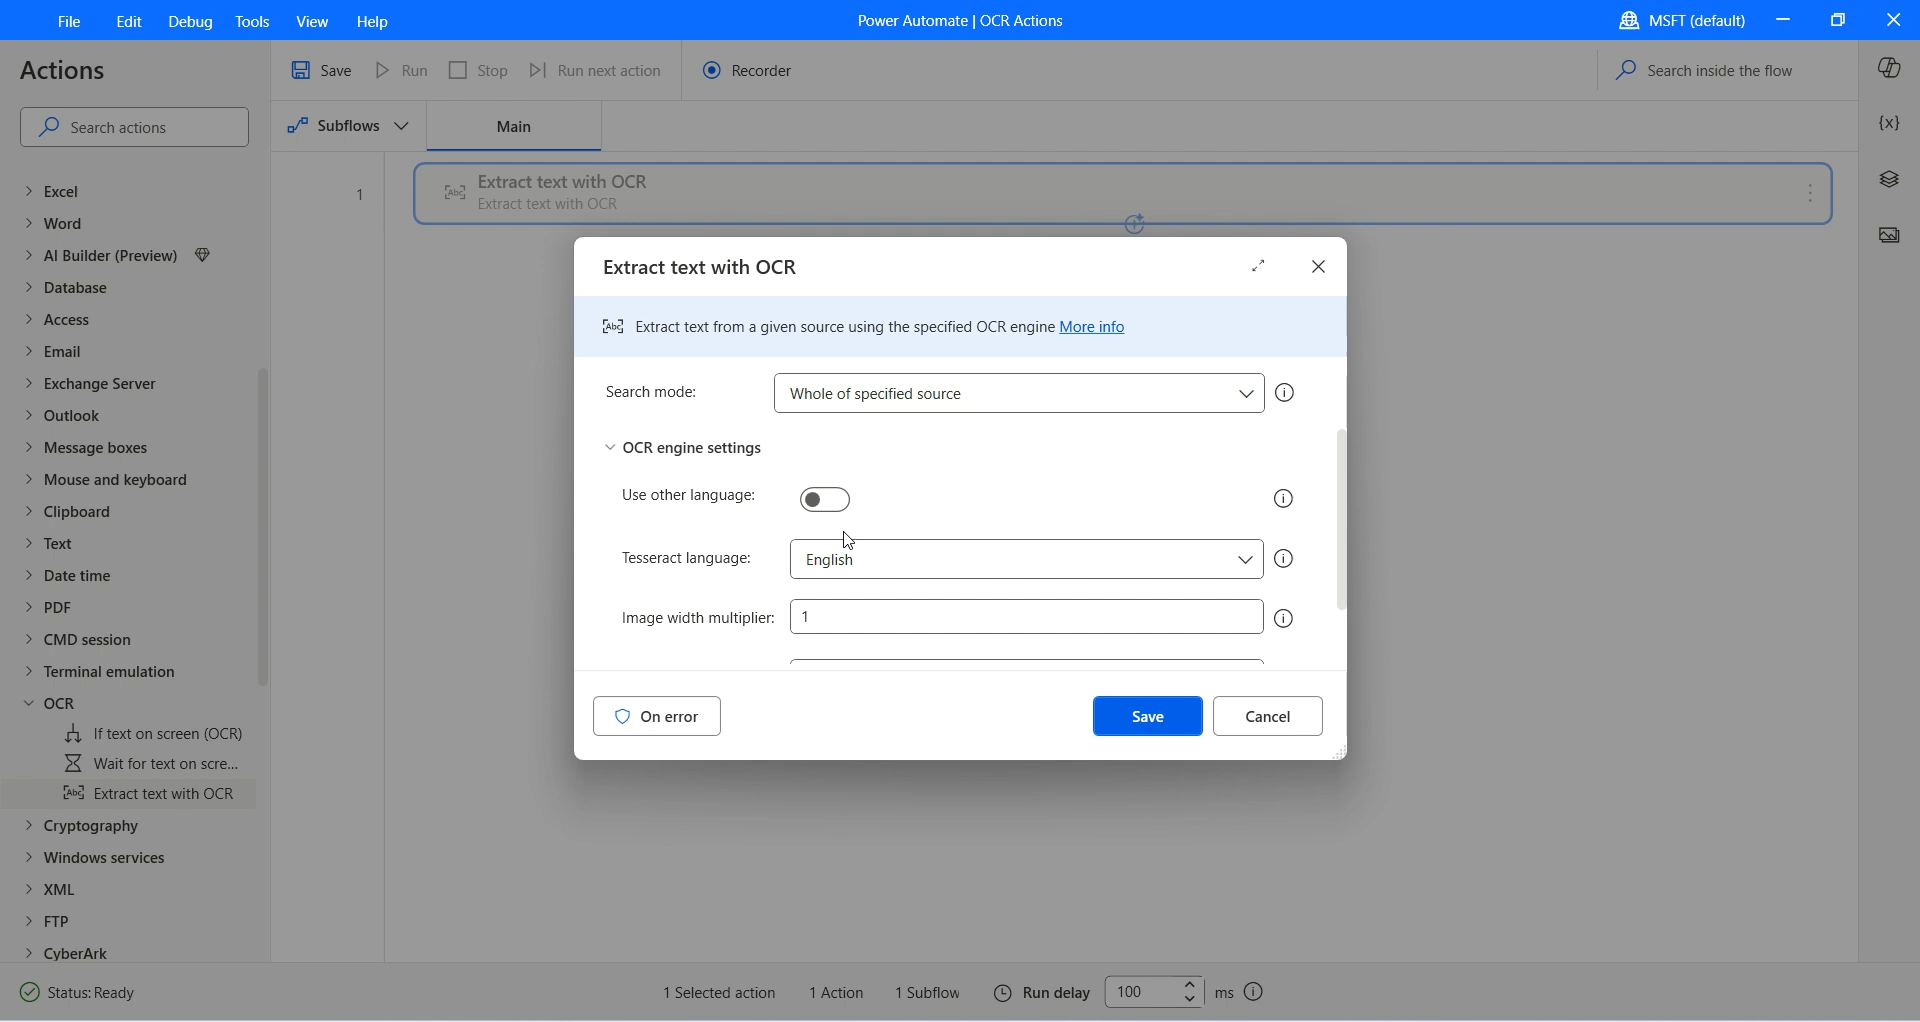 File Edit Debug Tools View Help Power Automate | OCR Actions MSFT (default)
Actions
Save Run Stop Run next action Recorder Search inside the flow
Search actions
Subflows Main
{x}
1
Extract text with OCR
Extract text with OCR
Excel
Word
AI Builder (Preview)
Database
Access
Email
Exchange Server
Outlook
Message boxes
Mouse and keyboard
Clipboard
Text
Date time
PDF
CMD session
Terminal emulation
OCR
If text on screen (OCR)
Wait for text on scre...
Extract text with OCR
Cryptography
Windows services
XML
FTP
CyberArk
Extract text with OCR
Abc Extract text from a given source using the specified OCR engine More info
Search mode: Whole of specified source
OCR engine settings
Use other language:
Tesseract language: English
Image width multiplier: 1
On error Save Cancel
Status: Ready 1 Selected action 1 Action 1 Subflow Run delay 100 ms